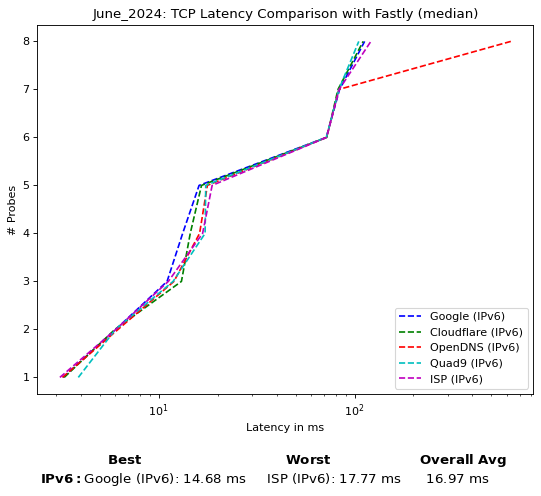 June_2024: TCP Latency Comparison with Fastly (median)
8
7
6
5
4
3
2
1
# Probes
Google (IPv6)
Cloudflare (IPv6)
OpenDNS (IPv6)
Quad9 (IPv6)
ISP (IPv6)
10¹ 10²
Latency in ms
Best Worst Overall Avg
IPv6: Google (IPv6): 14.68 ms ISP (IPv6): 17.77 ms 16.97 ms